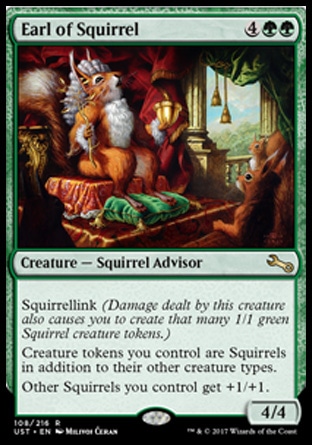 Earl of Squirrel 4
Creature — Squirrel Advisor
Squirrellink (Damage dealt by this creature
also causes you to create that many 1/1 green
Squirrel creature tokens.)
Creature tokens you control are Squirrels
in addition to their other creature types.
Other Squirrels you control get +1/+1.
4/4
108/216 R
UST • EN Milivoj Ćeran
™ & © 2017 Wizards of the Coast